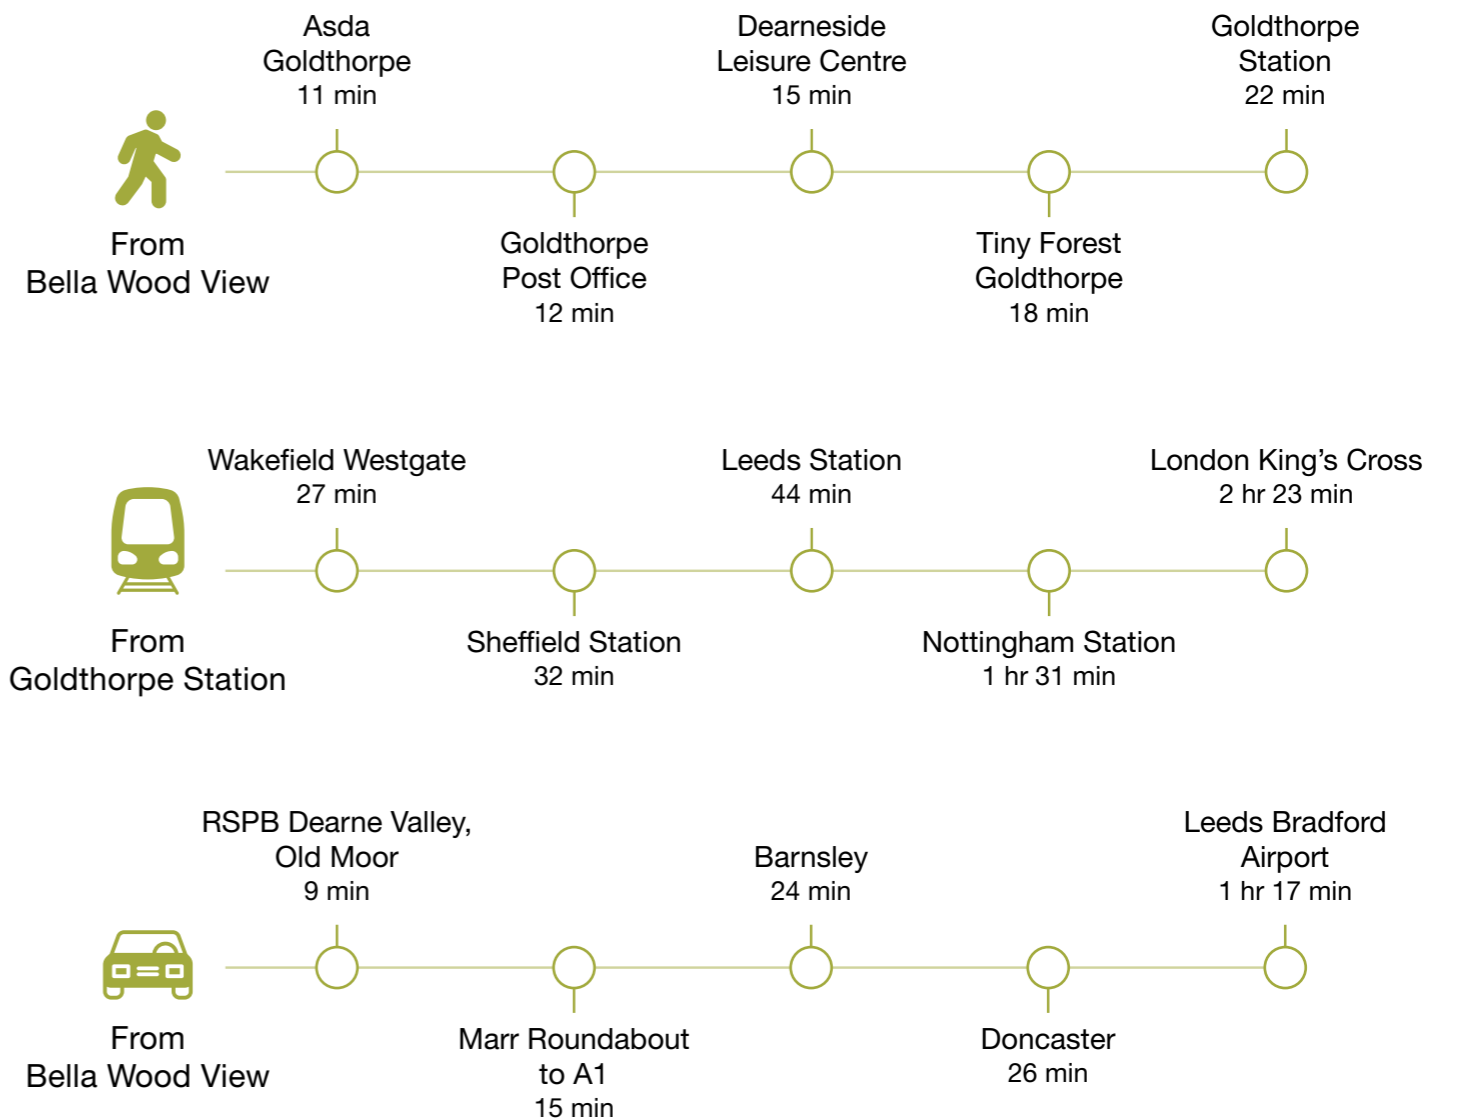 Asda
Goldthorpe
11 min
Dearneside
Leisure Centre
15 min
Goldthorpe
Station
22 min
From
Bella Wood View
Goldthorpe
Post Office
12 min
Tiny Forest
Goldthorpe
18 min
Wakefield Westgate
27 min
Leeds Station
44 min
London King’s Cross
2 hr 23 min
From
Goldthorpe Station
Sheffield Station
32 min
Nottingham Station
1 hr 31 min
RSPB Dearne Valley,
Old Moor
9 min
Barnsley
24 min
Leeds Bradford
Airport
1 hr 17 min
From
Bella Wood View
Marr Roundabout
to A1
15 min
Doncaster
26 min